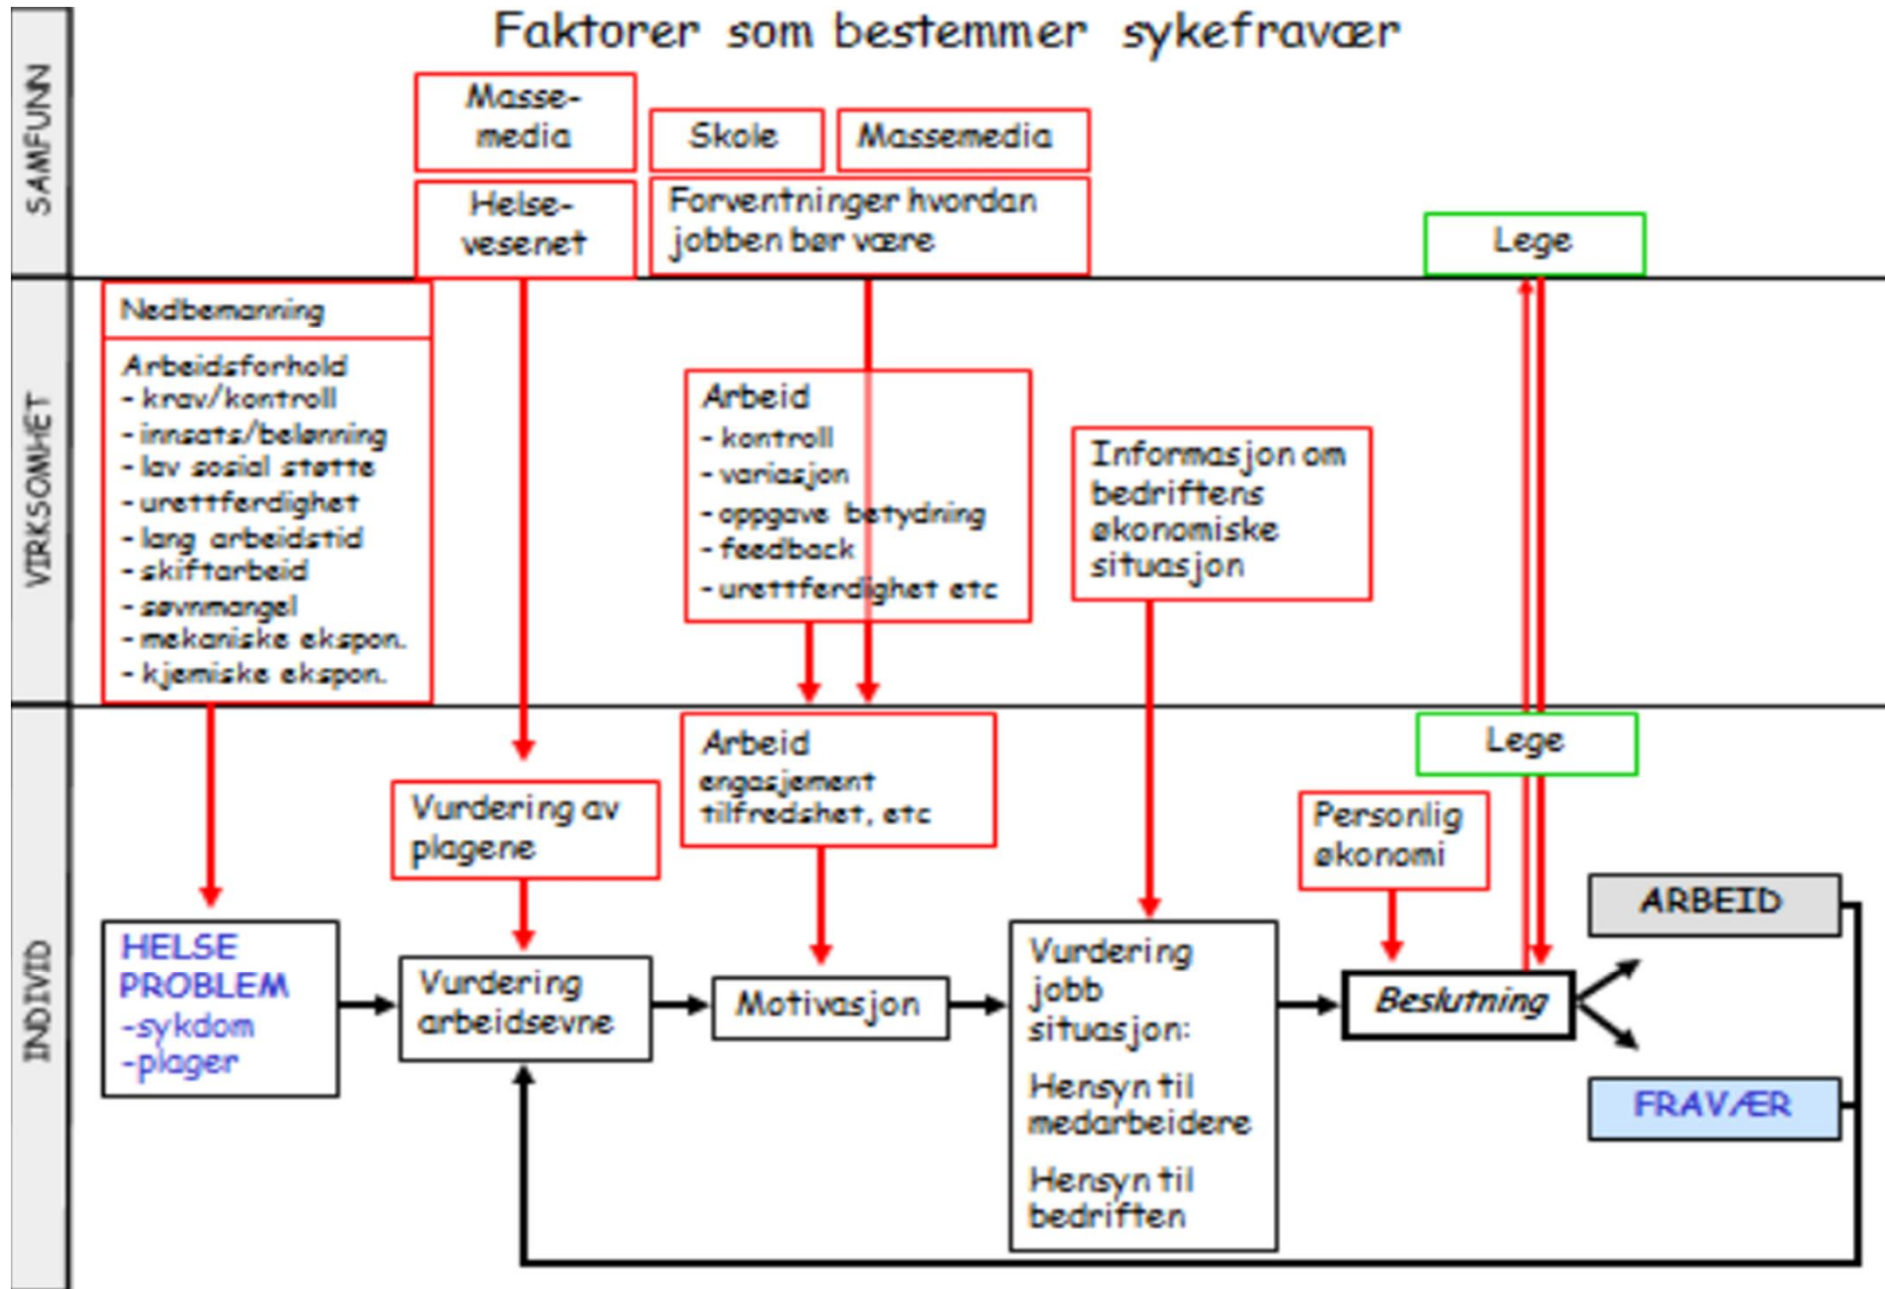 Faktorer som bestemmer sykefravær
SAMFUNN
Masse-
media
Skole
Massemedia
Helse-
vesenet
Forventninger hvordan
jobben bør være
Lege
VIRKSOMHET
Nedbemanning
Arbeidsforhold
- krav/kontroll
- innsats/belønning
- lav sosial støtte
- urettferdighet
- lang arbeidstid
- skiftarbeid
- søvnmangel
- mekaniske ekspon.
- kjemiske ekspon.
Arbeid
- kontroll
- variasjon
- oppgave betydning
- feedback
- urettferdighet etc
Informasjon om
bedriftens
økonomiske
situasjon
INDIVID
Arbeid
engasjement
tilfredshet, etc
Lege
Vurdering av
plagene
Personlig
økonomi
HELSE
PROBLEM
-sykdom
-plager
Vurdering
arbeidsevne
Motivasjon
Vurdering
jobb
situasjon:
Hensyn til
medarbeidere
Hensyn til
bedriften
Beslutning
ARBEID
FRAVÆR